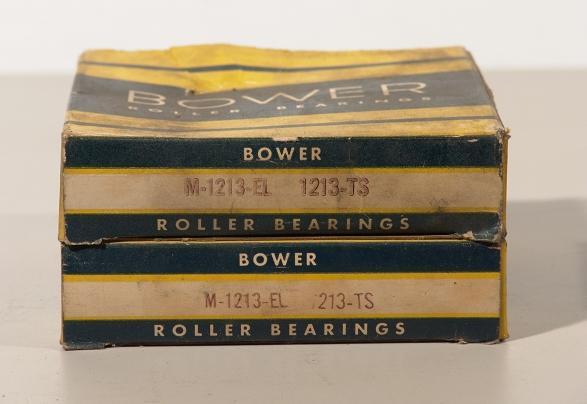 BOWER
ROLLER BEARINGS
BOWER
M-1213-EL 1213-TS
ROLLER BEARINGS
BOWER
M-1213-EL 213-TS
ROLLER BEARINGS